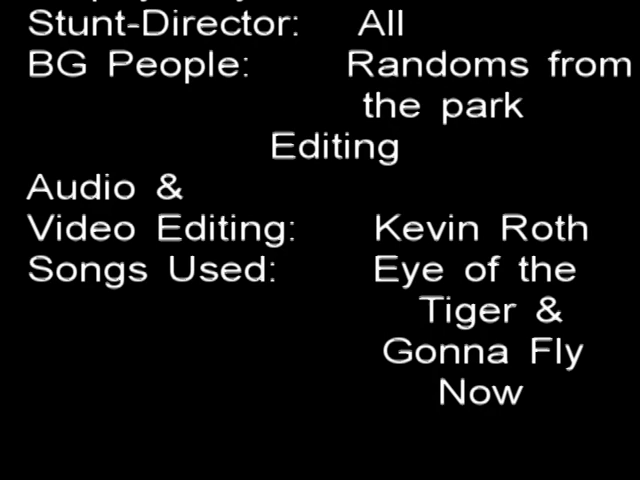 Stunt-Director: All
BG People: Randoms from
the park
Editing
Audio &
Video Editing: Kevin Roth
Songs Used: Eye of the
Tiger &
Gonna Fly
Now